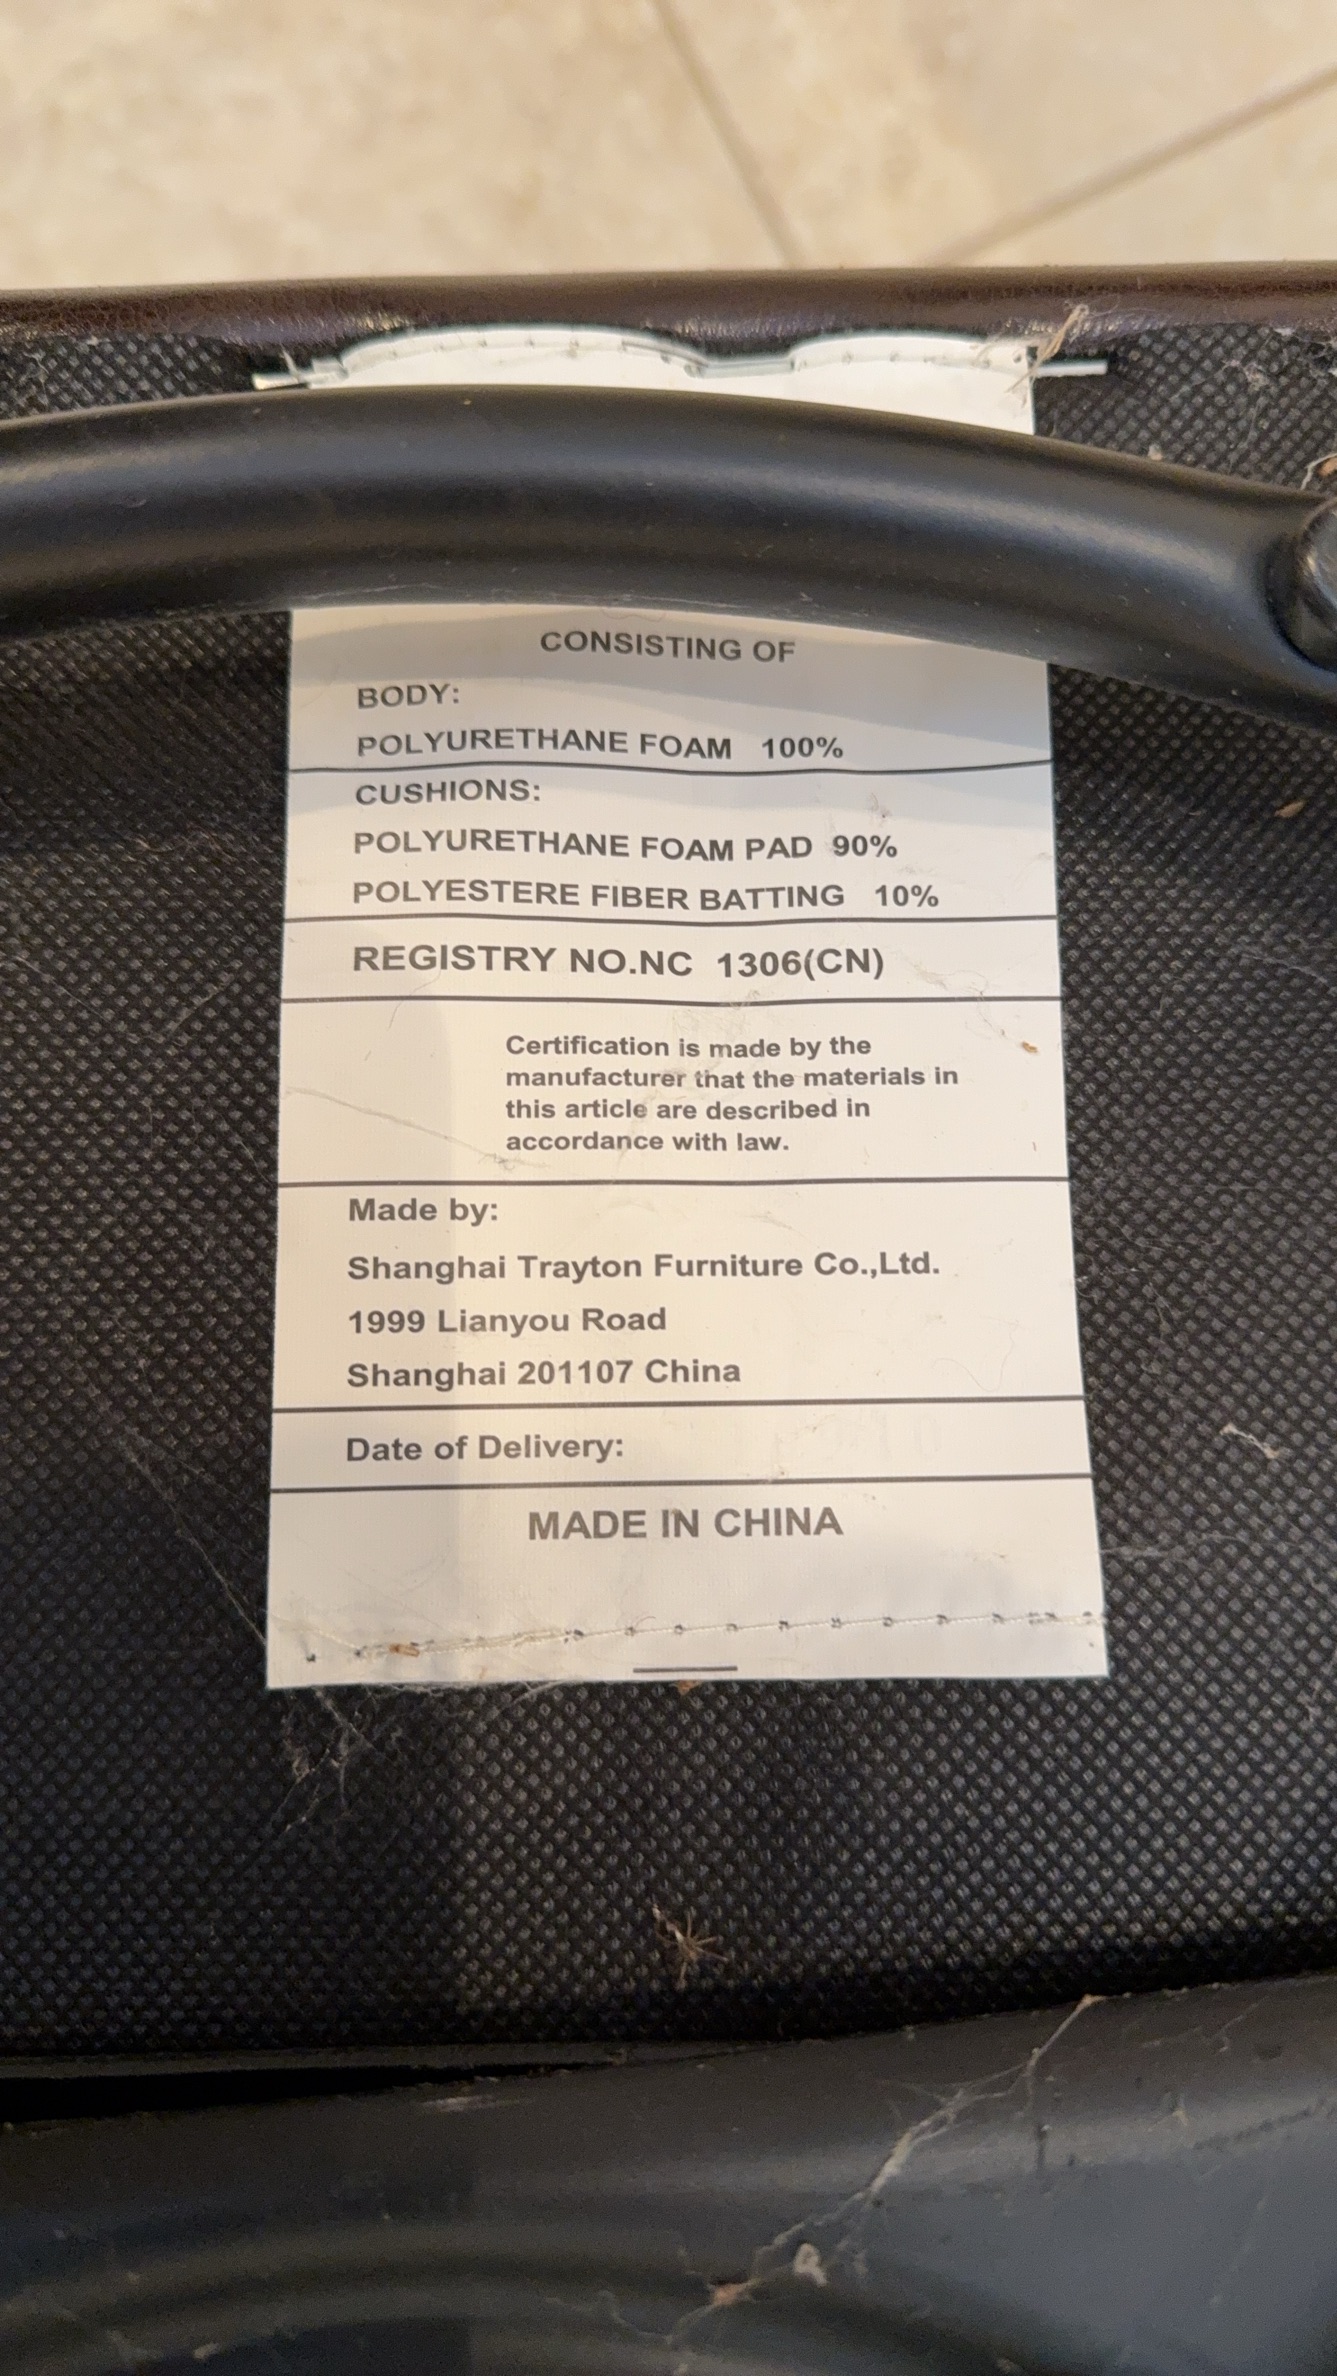 CONSISTING OF
BODY:
POLYURETHANE FOAM 100%
CUSHIONS:
POLYURETHANE FOAM PAD 90%
POLYESTERE FIBER BATTING 10%
REGISTRY NO.NC 1306(CN)
Certification is made by the
manufacturer that the materials in
this article are described in
accordance with law.
Made by:
Shanghai Trayton Furniture Co.,Ltd.
1999 Lianyou Road
Shanghai 201107 China
Date of Delivery:
MADE IN CHINA